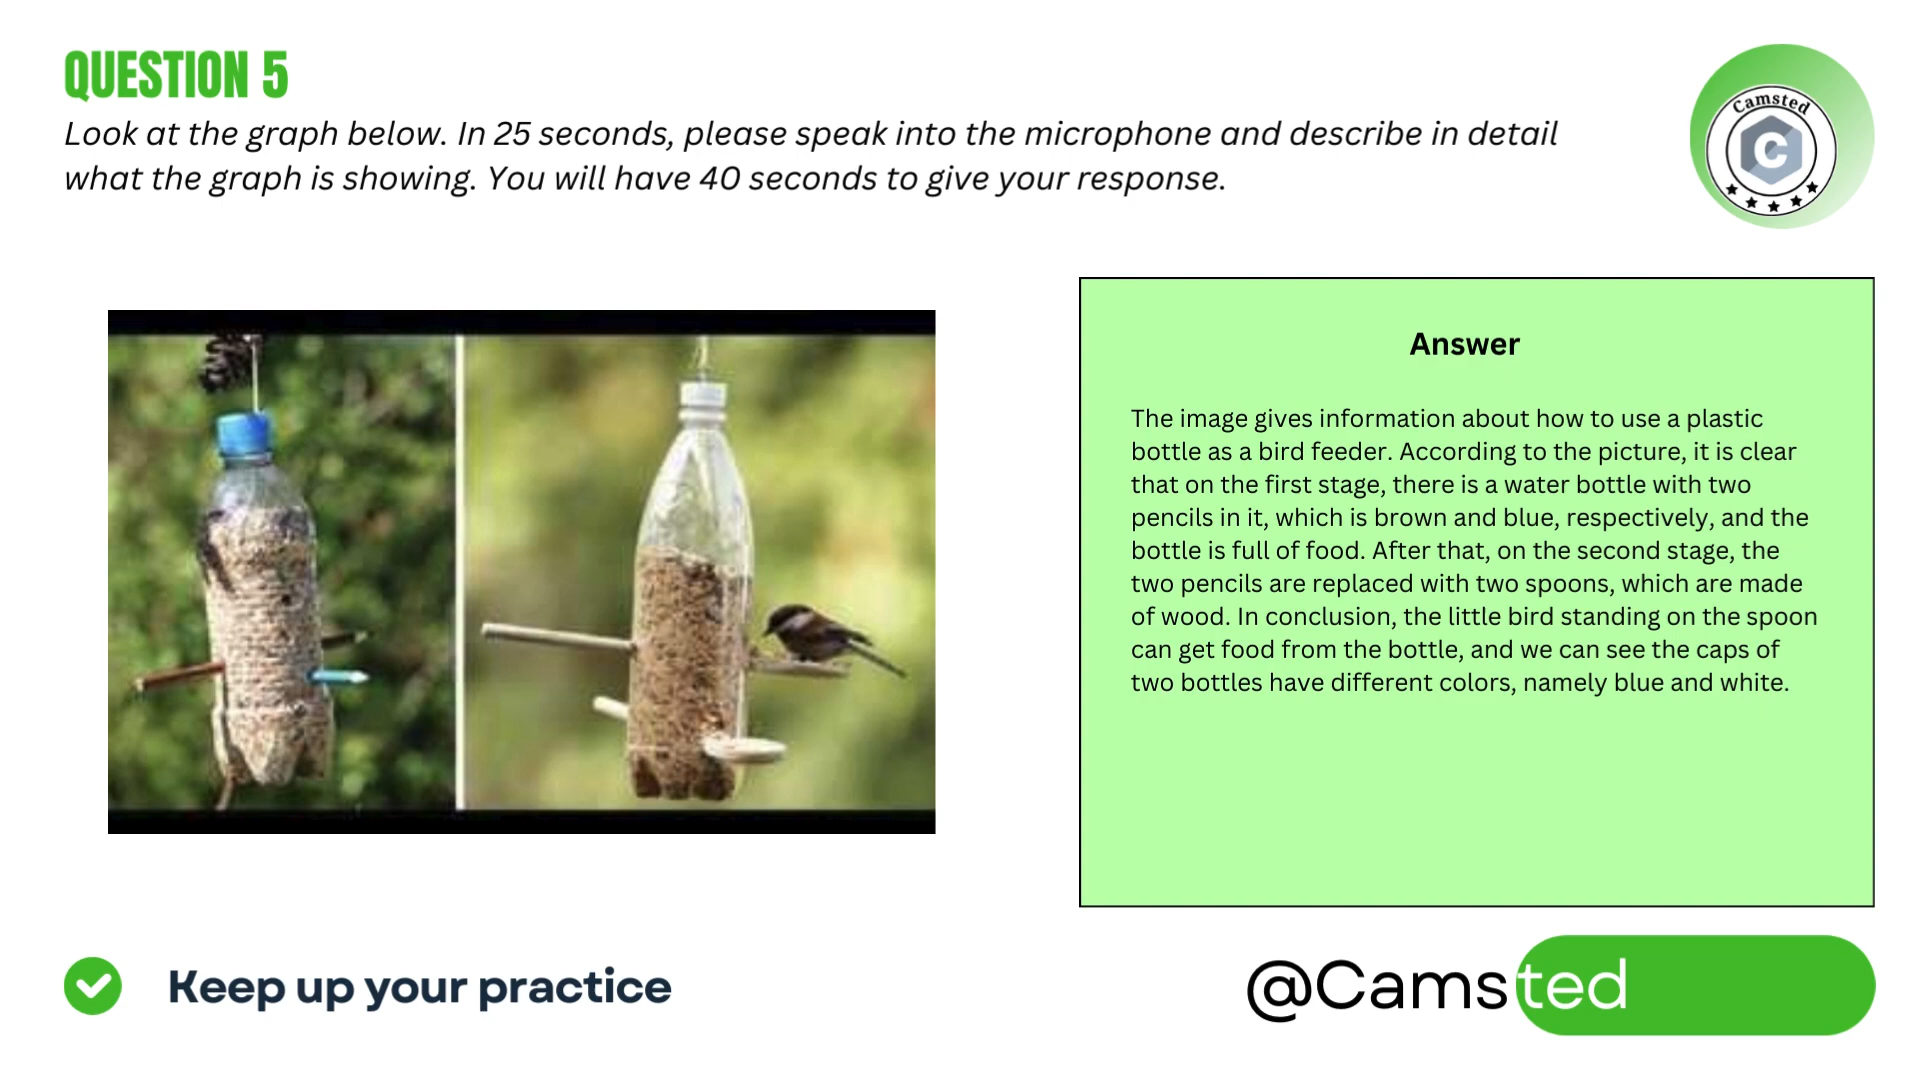 QUESTION 5
Look at the graph below. In 25 seconds, please speak into the microphone and describe in detail
what the graph is showing. You will have 40 seconds to give your response.
Camsted
C
Answer
The image gives information about how to use a plastic
bottle as a bird feeder. According to the picture, it is clear
that on the first stage, there is a water bottle with two
pencils in it, which is brown and blue, respectively, and the
bottle is full of food. After that, on the second stage, the
two pencils are replaced with two spoons, which are made
of wood. In conclusion, the little bird standing on the spoon
can get food from the bottle, and we can see the caps of
two bottles have different colors, namely blue and white.
Keep up your practice
@Camsted